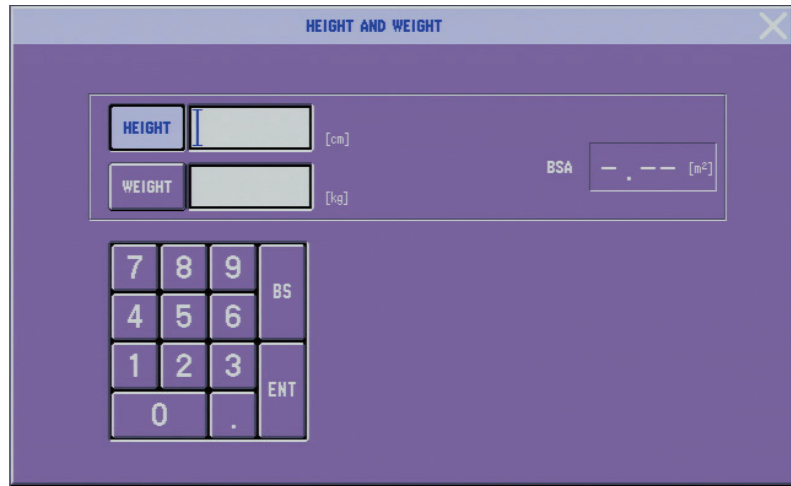 HEIGHT AND WEIGHT
HEIGHT [cm]
WEIGHT [kg]
BSA -.-- [m²]
7 8 9 BS
4 5 6
1 2 3 ENT
0 .